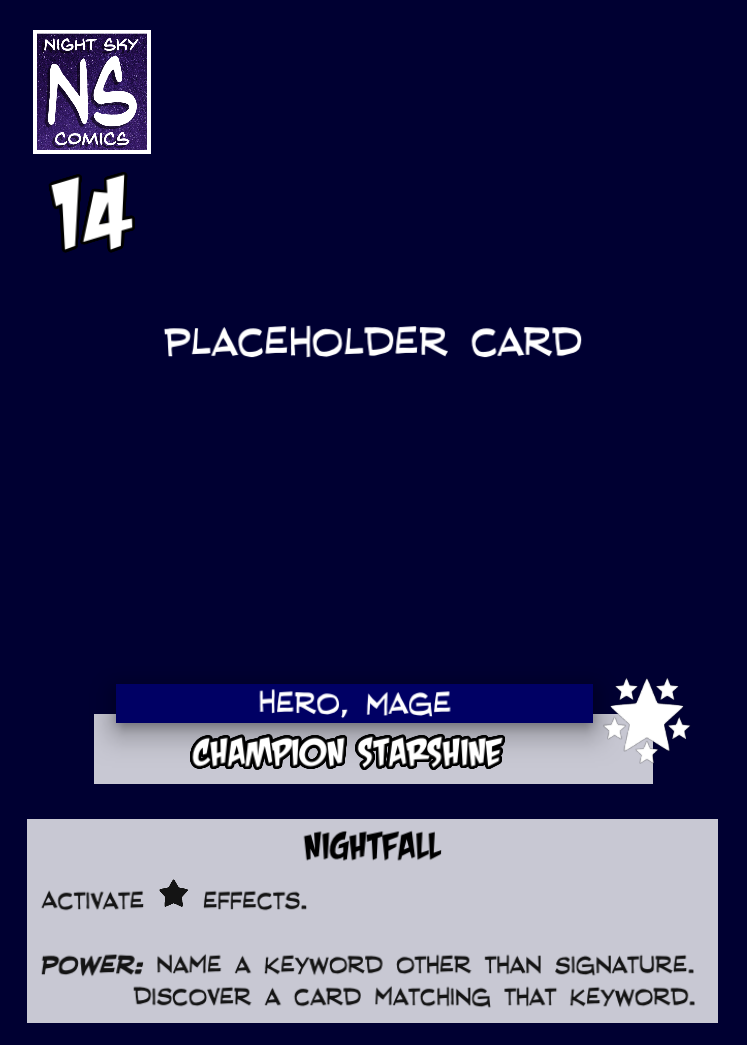 NIGHT SKY
NS
COMICS
14
PLACEHOLDER CARD
HERO, MAGE
CHAMPION STARSHINE
NIGHTFALL
ACTIVATE ★ EFFECTS.
POWER: NAME A KEYWORD OTHER THAN SIGNATURE.
DISCOVER A CARD MATCHING THAT KEYWORD.